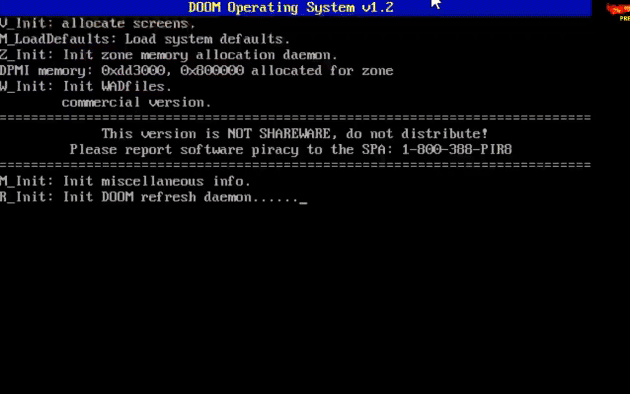 DOOM Operating System v1.2
V_Init: allocate screens.
M_LoadDefaults: Load system defaults.
Z_Init: Init zone memory allocation daemon.
DPMI memory: 0xdd3000, 0x800000 allocated for zone
W_Init: Init WADfiles.
commercial version.
===========================================================================
This version is NOT SHAREWARE, do not distribute!
Please report software piracy to the SPA: 1-800-388-PIR8
===========================================================================
M_Init: Init miscellaneous info.
R_Init: Init DOOM refresh daemon......_